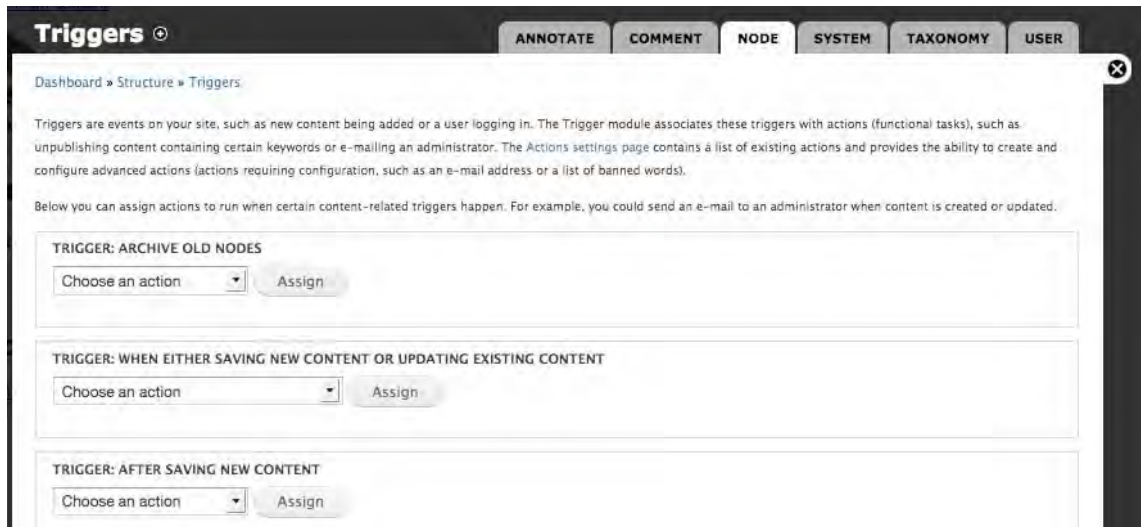 Triggers
ANNOTATE COMMENT NODE SYSTEM TAXONOMY USER
Dashboard » Structure » Triggers
Triggers are events on your site, such as new content being added or a user logging in. The Trigger module associates these triggers with actions (functional tasks), such as
unpublishing content containing certain keywords or e-mailing an administrator. The Actions settings page contains a list of existing actions and provides the ability to create and
configure advanced actions (actions requiring configuration, such as an e-mail address or a list of banned words).
Below you can assign actions to run when certain content-related triggers happen. For example, you could send an e-mail to an administrator when content is created or updated.
TRIGGER: ARCHIVE OLD NODES
Choose an action Assign
TRIGGER: WHEN EITHER SAVING NEW CONTENT OR UPDATING EXISTING CONTENT
Choose an action Assign
TRIGGER: AFTER SAVING NEW CONTENT
Choose an action Assign